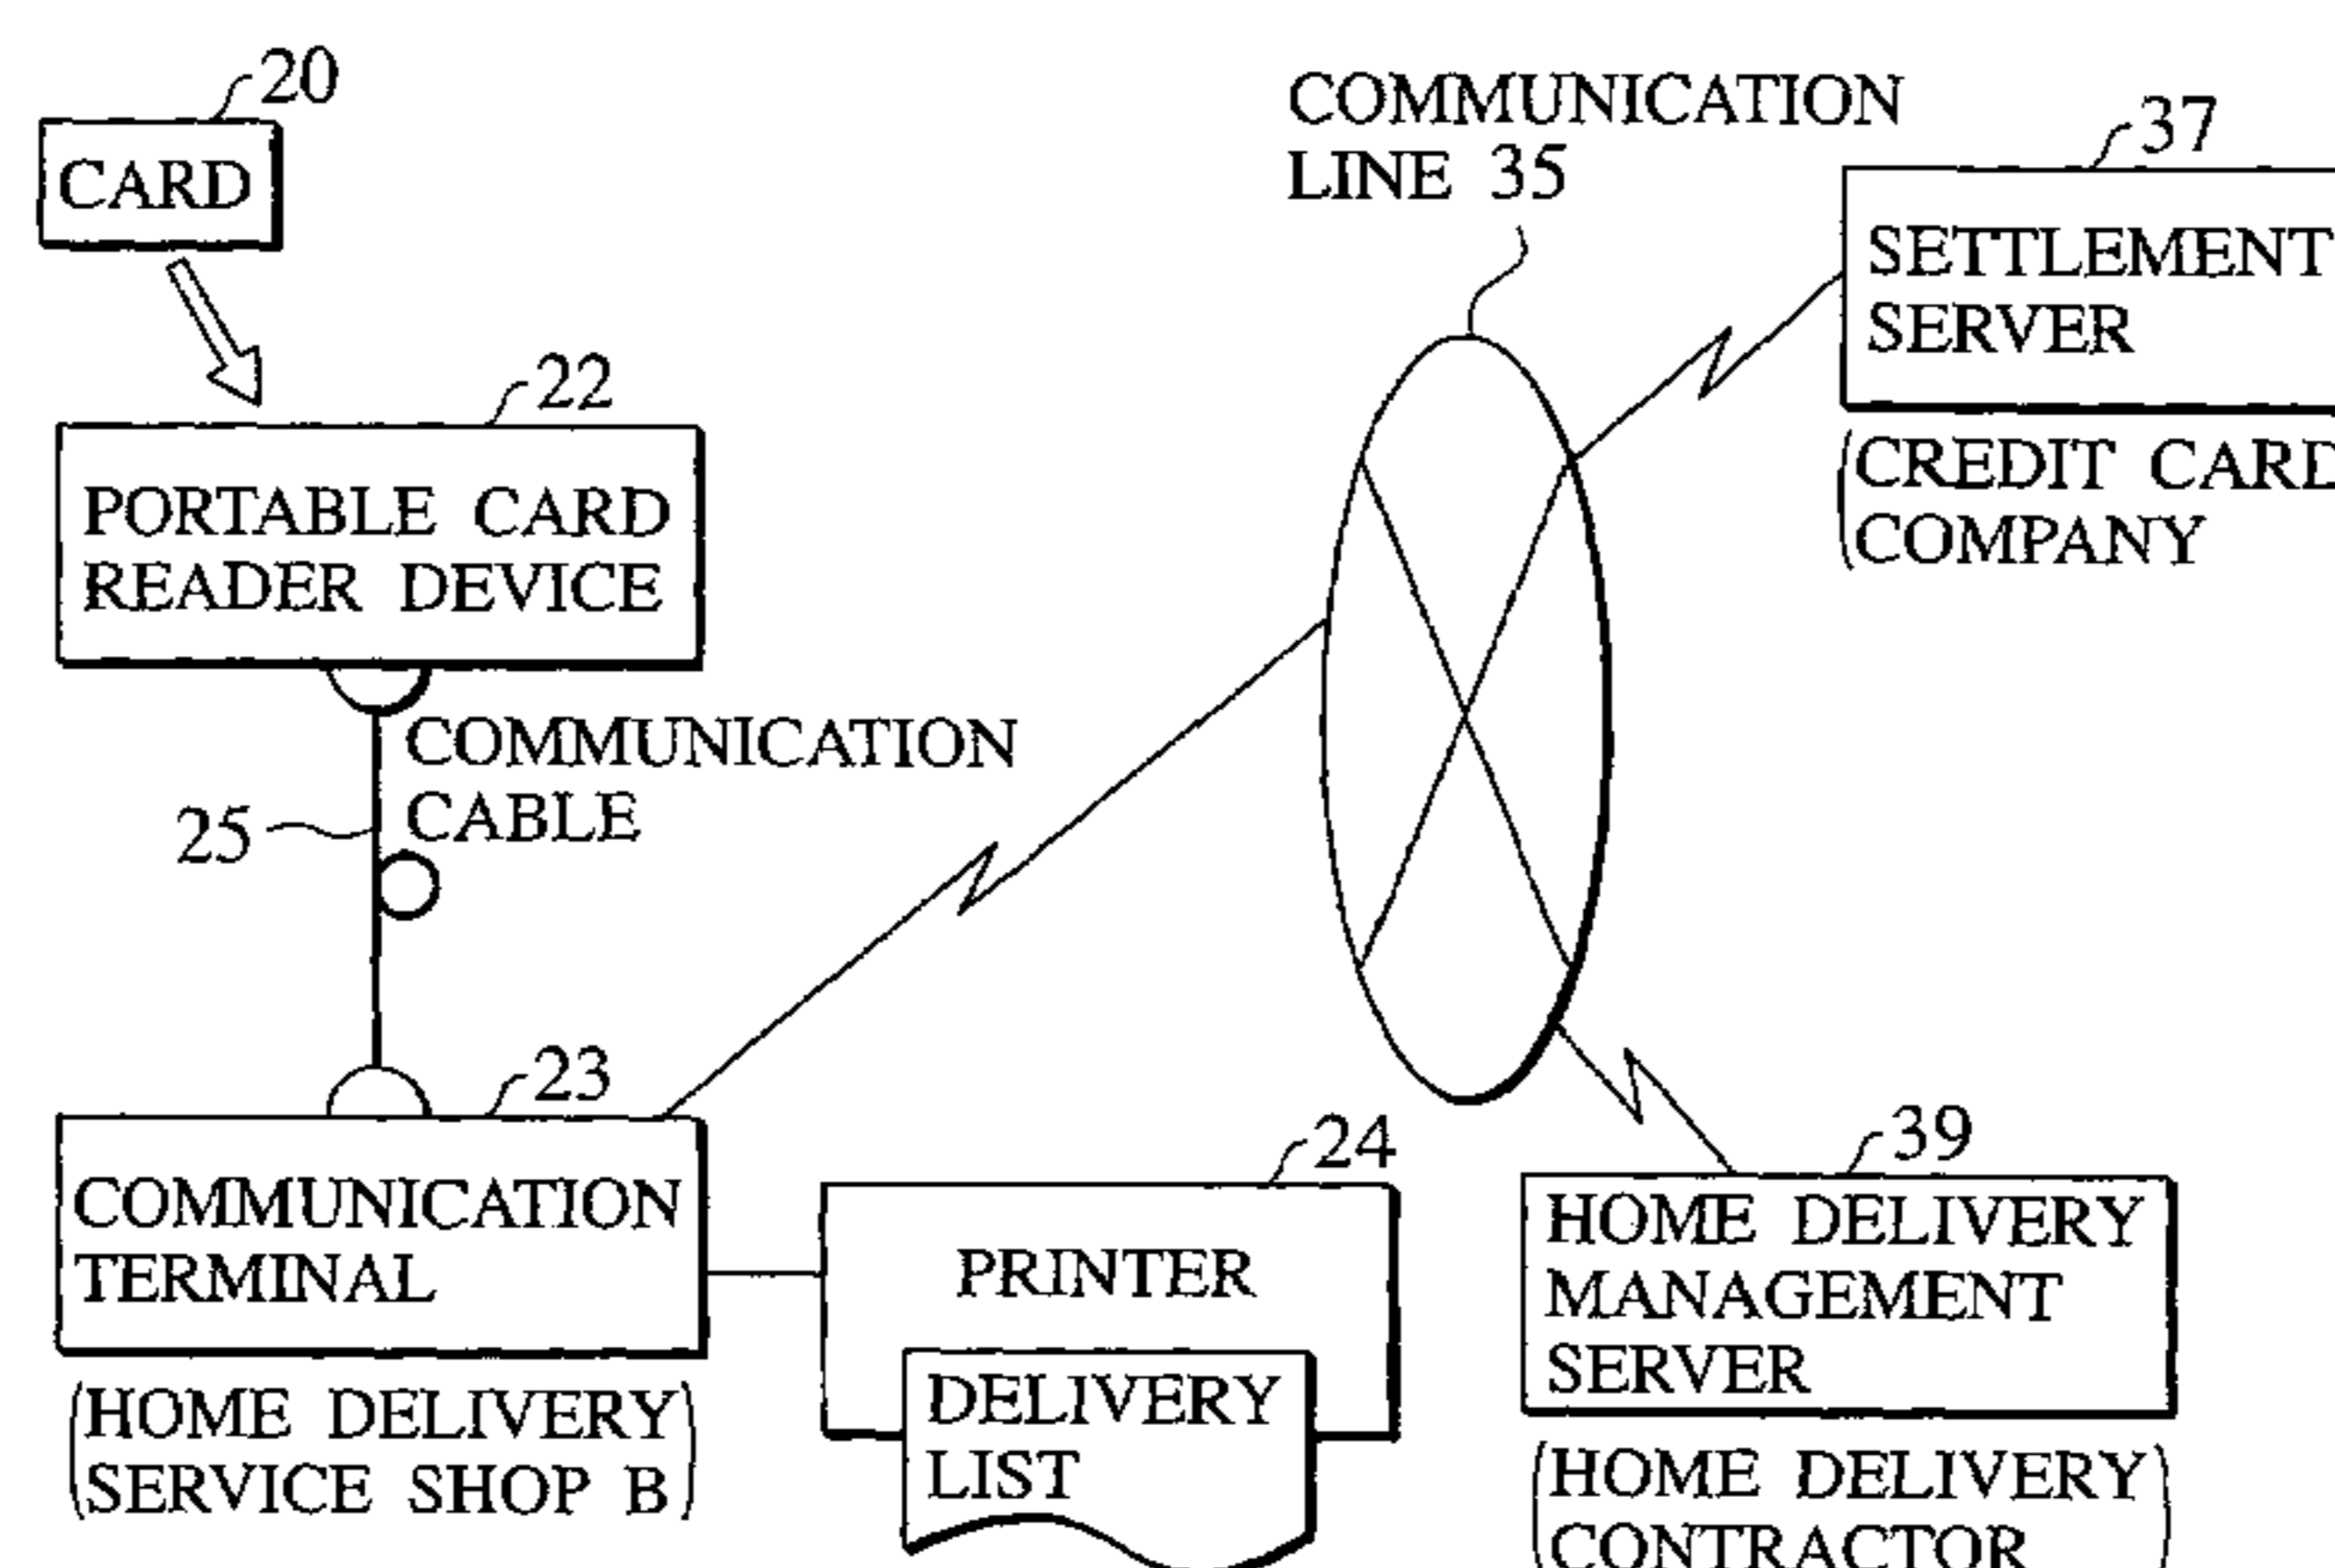 20
CARD
22
PORTABLE CARD
READER DEVICE
COMMUNICATION
CABLE
25
23
COMMUNICATION
TERMINAL
(HOME DELIVERY
SERVICE SHOP B)
24
PRINTER
DELIVERY
LIST
COMMUNICATION
LINE 35
37
SETTLEMENT
SERVER
(CREDIT CARD
COMPANY
39
HOME DELIVERY
MANAGEMENT
SERVER
(HOME DELIVERY
CONTRACTOR)